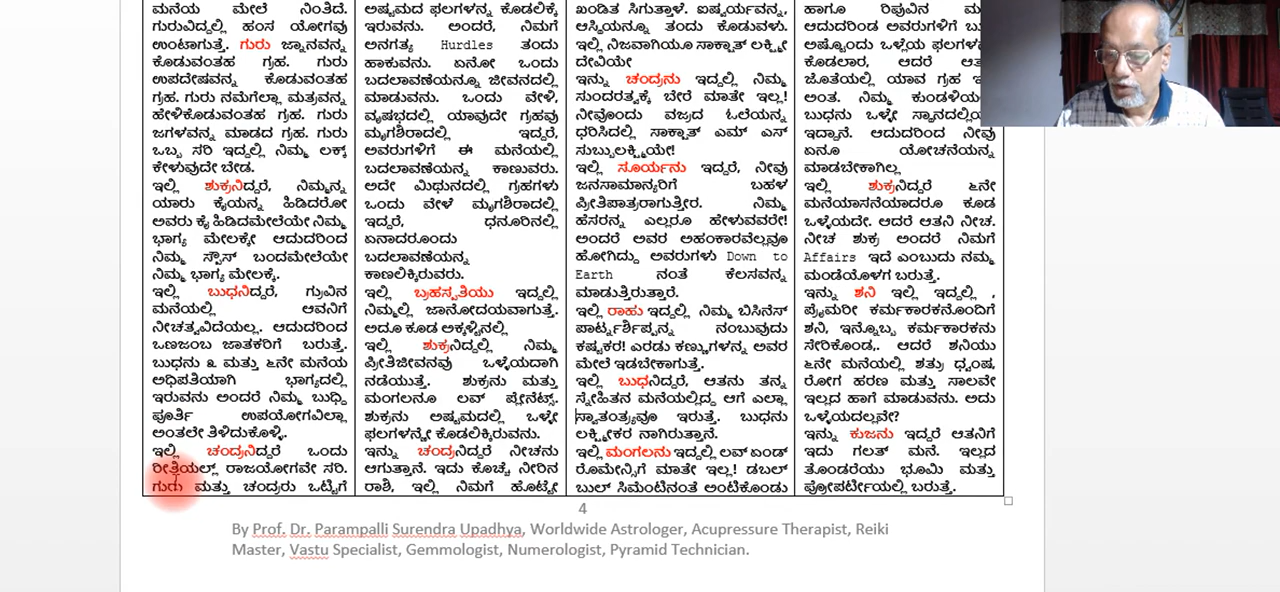 ಮನೆಯ ಮೇಲೆ ನಿಂತಿದೆ.
ಗುರುವಿದ್ದಲ್ಲಿ ಹಂಸ ಯೋಗವು
ಉಂಟಾಗುತ್ತೆ. ಗುರು ಜ್ಞಾನವನ್ನ
ಕೊಡುವಂತಹ ಗ್ರಹ. ಗುರು
ಉಪದೇಷವನ್ನ ಕೊಡುವಂತಹ
ಗ್ರಹ. ಗುರು ನಮಗೆಲ್ಲಾ ಮತ್ರವನ್ನ
ಹೇಳಿಕೊಡುವಂತಹ ಗ್ರಹ. ಗುರು
ಜಗಳವನ್ನ ಮಾಡದ ಗ್ರಹ. ಗುರು
ಒಬ್ಬ ಸರಿ ಇದ್ದಲ್ಲಿ ನಿಮ್ಮ ಲಕ್ಕ್
ಕೇಳುವುದೇ ಬೇಡ.
ಇಲ್ಲಿ ಶುಕ್ರನಿದ್ದರೆ, ನಿಮ್ಮನ್ನ
ಯಾರು ಕೈಯನ್ನ ಹಿಡಿದರೋ
ಅವರು ಕೈ ಹಿಡಿದಮೇಲೆಯೇ ನಿಮ್ಮ
ಭಾಗ್ಯ ಮೇಲಕ್ಕೇ ಆದುದರಿಂದ
ನಿಮ್ಮ ಸ್ಪೌಸ್ ಬಂದಮೇಲೆಯೇ
ನಿಮ್ಮ ಭಾಗ್ಯ ಮೇಲಕ್ಕೆ.
ಇಲ್ಲಿ ಬುಧನಿದ್ದರೆ, ಗ್ರುವಿನ
ಮನೆಯಲ್ಲಿ ಆವನಿಗೆ
ನೀಚತ್ವವಿದೆಯಲ್ಲ. ಆದುದರಿಂದ
ಒಣಜಂಬ ಜಾತಕರಿಗೆ ಬರುತ್ತೆ.
ಬುಧನು ೩ ಮತ್ತು ೬ನೇ ಮನೆಯ
ಅಧಿಪತಿಯಾಗಿ ಭಾಗ್ಯದಲ್ಲಿ
ಇರುವನು ಅಂದರೆ ನಿಮ್ಮ ಬುದ್ಧಿ
ಪೂರ್ತಿ ಉಪಯೋಗವಿಲ್ಲಾ
ಅಂತಲೇ ತಿಳಿದುಕೊಳ್ಳಿ.
ಇಲ್ಲಿ ಚಂದ್ರನಿದ್ದರೆ ಒಂದು
ರೀತ್ತಿಯಲ್ ರಾಜಯೋಗವೇ ಸರಿ.
ಗುರು ಮತ್ತು ಚಂದ್ರರು ಒಟ್ಟಿಗೆ
ಅಷ್ಟಮದ ಫಲಗಳನ್ನ ಕೊಡಲಿಕ್ಕೆ
ಇರುವನು. ಅಂದರೆ, ನಿಮಗೆ
ಅನಗತ್ಯ Hurdles ತಂದು
ಹಾಕುವನು. ಏನೋ ಒಂದು
ಬದಲಾವಣೆಯನ್ನೂ ಜೀವನದಲ್ಲಿ
ಮಾಡುವನು. ಒಂದು ವೇಳೆ,
ವೃಷಭದಲ್ಲಿ ಯಾವುದೇ ಗ್ರಹವು
ಮೃಗಶಿರಾದಲ್ಲಿ ಇದ್ದರೆ,
ಅವರುಗಳಿಗೆ ಈ ಮನೆಯಲ್ಲಿ
ಬದಲಾವಣೆಯನ್ನ ಕಾಣುವರು.
ಅದೇ ಮಿಥುನದಲ್ಲಿ ಗ್ರಹಗಳು
ಒಂದು ವೇಳೆ ಮೃಗಶಿರಾದಲ್ಲಿ
ಇದ್ದರೆ, ಧನೂರಿನಲ್ಲಿ
ಏನಾದರೂಂದು
ಬದಲಾವಣೆಯನ್ನ
ಕಾಣಲಿಕ್ಕಿರುವರು.
ಇಲ್ಲಿ ಬ್ರಹಸ್ಪತಿಯು ಇದ್ದಲ್ಲಿ
ನಿಮ್ಮಲ್ಲಿ ಜಾನೋದಯವಾಗುತ್ತೆ.
ಅದೂ ಕೂಡ ಅಕ್ಕಳ್ಟಿನಲ್ಲಿ
ಇಲ್ಲಿ ಶುಕ್ರನಿದ್ದಲ್ಲಿ ನಿಮ್ಮ
ಪ್ರೀತಿಜೀವನವು ಒಳ್ಳೆಯದಾಗಿ
ನಡೆಯುತ್ತೆ. ಶುಕ್ರನು ಮತ್ತು
ಮಂಗಲನೂ ಲವ್ ಪ್ಲೇನೆಟ್ಸ್.
ಶುಕ್ರನು ಅಷ್ಟಮದಲ್ಲಿ ಒಳ್ಳೇ
ಫಲಗಳನ್ನೇ ಕೊಡಲಿಕ್ಕಿರುವನು.
ಇನ್ನು ಚಂದ್ರನಿದ್ದರೆ ನೀಚನು
ಆಗುತ್ತಾನೆ. ಇದು ಕೊಚ್ಚೆ ನೀರಿನ
ರಾಶಿ, ಇಲ್ಲಿ ನಿಮಗೆ ಹೊಟ್ಟೇ
ಖಂಡಿತ ಸಿಗುತ್ತಾಳೆ. ಐಷ್ವರ್ಯವನ್ನ,
ಆಸ್ಥಿಯನ್ನೂ ತಂದು ಕೊಡುವಳು.
ಇಲ್ಲಿ ನಿಜವಾಗಿಯೂ ಸಾಕ್ಷಾತ್ ಲಕ್ಷ್ಮೀ
ದೇವಿಯೇ
ಇನ್ನು ಚಂದ್ರನು ಇದ್ದಲ್ಲಿ ನಿಮ್ಮ
ಸುಂದರತ್ವಕ್ಕೆ ಬೇರೆ ಮಾತೇ ಇಲ್ಲ!
ನೀವೊಂದು ವಜ್ರದ ಓಲೆಯನ್ನ
ಧರಿಸಿದಲ್ಲಿ ಸಾಕ್ಷಾತ್ ಎಮ್ ಎಸ್
ಸುಬ್ಬುಲಕ್ಷ್ಮಿಯೇ!
ಇಲ್ಲಿ ಸೂರ್ಯನು ಇದ್ದರೆ, ನೀವು
ಜನಸಾಮಾನ್ಯರಿಗೆ ಬಹಳ
ಪ್ರೀತಿಪಾತ್ರರಾಗುತ್ತೀರ. ನಿಮ್ಮ
ಹೆಸರನ್ನ ಎಲ್ಲರೂ ಹೇಳುವವರೇ!
ಅಂದರೆ ಅವರ ಅಹಂಕಾರವೆಲ್ಲವೂ
ಹೋಗಿದ್ದು ಅವರುಗಳು Down to
Earth ನಂತೆ ಕೆಲಸವನ್ನ
ಮಾಡುತ್ತಿರುತ್ತಾರೆ.
ಇಲ್ಲಿ ರಾಹು ಇದ್ದಲ್ಲಿ ನಿಮ್ಮ ಬಿಸಿನೆಸ್
ಪಾರ್ಟ್ನರ್ಶಿಪ್ಪನ್ನ ನಂಬುವುದು
ಕಷ್ಟಕರ! ಎರಡು ಕಣ್ಣುಗಳನ್ನ ಅವರ
ಮೇಲೆ ಇಡಬೇಕಾಗುತ್ತೆ.
ಇಲ್ಲಿ ಬುಧನಿದ್ದರೆ, ಆತನು ತನ್ನ
ಸ್ನೇಹಿತನ ಮನೆಯಲ್ಲಿದ್ದ ಆಗೆ ಎಲ್ಲಾ
ಸ್ವಾತಂತ್ರ್ಯವೂ ಇರುತ್ತೆ. ಬುಧನು
ಲಕ್ಶ್ಮೀಕರ ನಾಗಿರುತ್ತಾನೆ.
ಇಲ್ಲಿ ಮಂಗಲನು ಇದ್ದಲ್ಲಿ ಲವ್ ಏಂಡ್
ರೊಮೇನ್ಸಿಗೆ ಮಾತೇ ಇಲ್ಲ! ಡಬಲ್
ಬುಲ್ ಸಿಮೆಂಟಿನಂತೆ ಅಂಟಿಕೊಂಡು
ಹಾಗೂ ರಿಪುವಿನ
ಆದುದರಿಂದ ಅವರುಗಳಿಗೆ
ಅಷ್ಟೊಂದು ಒಳ್ಳೆಯ
ಕೊಡಲಾರ, ಆದರೆ
ಜೊತೆಯಲ್ಲಿ ಯಾವ ಗ್ರಹ
ಅಂತ. ನಿಮ್ಮ
ಬುಧನು ಒಳ್ಳೇ
ಇದ್ದಾನೆ. ಆದುದರಿಂದ ನೀವು
ಏನೂ ಯೋಚನೆಯನ್ನ
ಮಾಡಬೇಕಾಗಿಲ್ಲ
ಇಲ್ಲಿ ಶುಕ್ರನಿದ್ದರೆ ೬ನೇ
ಮನೆಯಾಸನೆಯಾದರೂ ಕೂಡ
ಒಳ್ಳೆಯದೇ. ಆದರೆ ಆತನಿ ನೀಚ.
ನೀಚ ಶುಕ್ರ ಅಂದರೆ ನಿಮಗೆ
Affairs ಇದೆ ಎಂಬುದು ನಮ್ಮ
ಮಂಡೆಯೊಳಗ ಬರುತ್ತೆ.
ಇನ್ನು ಶನಿ ಇಲ್ಲಿ ಇದ್ದಲ್ಲಿ ,
ಪ್ರೈಮರೀ ಕರ್ಮಕಾರಕನೊಂದಿಗೆ
ಶನಿ, ಇನ್ನೊಬ್ಬ ಕರ್ಮಕಾರಕನು
ಸೇರಿಕೊಂಡ,. ಆದರೆ ಶನಿಯು
೬ನೇ ಮನೆಯಲ್ಲಿ ಶತ್ರು ಧ್ವಂಷ,
ರೋಗ ಹರಣ ಮತ್ತು ಸಾಲವೇ
ಇಲ್ಲದ ಹಾಗೆ ಮಾಡುವನು. ಅದು
ಒಳ್ಳೆಯದಲ್ಲವೇ?
ಇನ್ನು ಕುಜನು ಇದ್ದರೆ ಆತನಿಗೆ
ಇದು ಗಲತ್ ಮನೆ. ಇಲ್ಲದ
ತೊಂಡರೆಯು ಭೂಮಿ ಮತ್ತು
ಪ್ರೋಪರ್ಟೀಯಲ್ಲಿ ಬರುತ್ತೆ.
4
By Prof. Dr. Parampalli Surendra Upadhya, Worldwide Astrologer, Acupressure Therapist, Reiki
Master, Vastu Specialist, Gemmologist, Numerologist, Pyramid Technician.